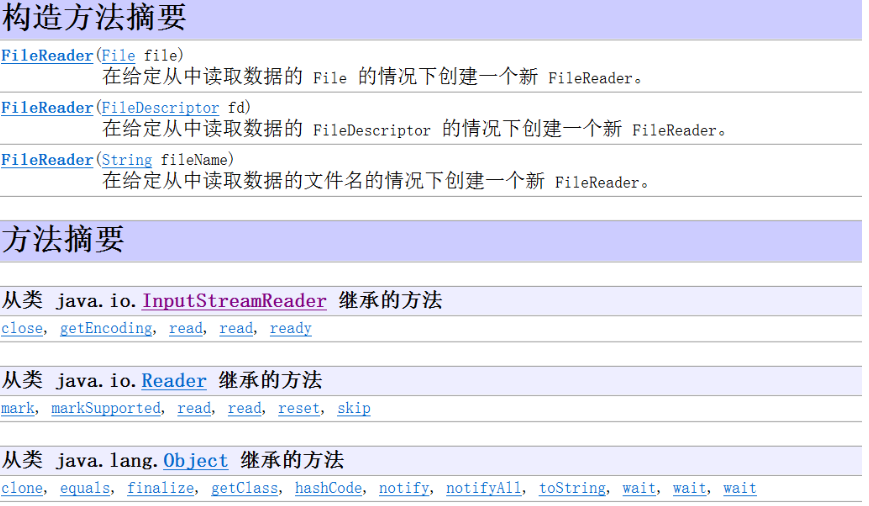 构造方法摘要
FileReader(File file)
在给定从中读取数据的 File 的情况下创建一个新 FileReader。
FileReader(FileDescriptor fd)
在给定从中读取数据的 FileDescriptor 的情况下创建一个新 FileReader。
FileReader(String fileName)
在给定从中读取数据的文件名的情况下创建一个新 FileReader。
方法摘要
从类 java.io.InputStreamReader 继承的方法
close, getEncoding, read, read, ready
从类 java.io.Reader 继承的方法
mark, markSupported, read, read, reset, skip
从类 java.lang.Object 继承的方法
clone, equals, finalize, getClass, hashCode, notify, notifyAll, toString, wait, wait, wait